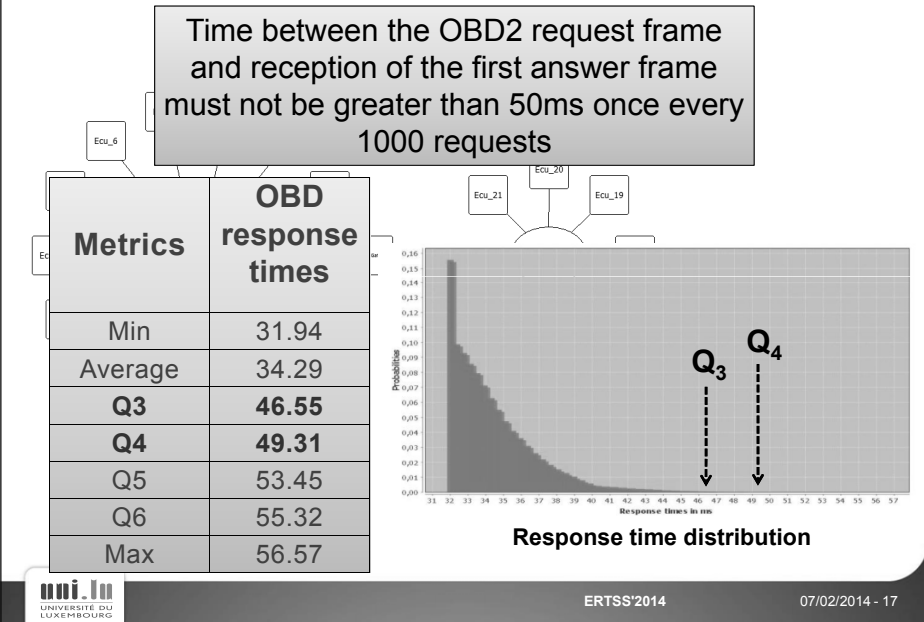 Time between the OBD2 request frame
and reception of the first answer frame
must not be greater than 50ms once every
1000 requests
Ecu_6
Ecu_20
Ecu_21
Ecu_19
Metrics
OBD
response
times
Min 31.94
Average 34.29
Q3 46.55
Q4 49.31
Q5 53.45
Q6 55.32
Max 56.57
0,16
0,15
0,14
0,13
0,12
0,11
0,10
0,09
0,08
0,07
0,06
0,05
0,04
0,03
0,02
0,01
0,00
Probabilities
Q3
Q4
31 32 33 34 35 36 37 38 39 40 41 42 43 44 45 46 47 48 49 50 51 52 53 54 55 56 57
Response times in ms
Response time distribution
uni.lu
UNIVERSITÉ DU
LUXEMBOURG
ERTSS'2014
07/02/2014 - 17